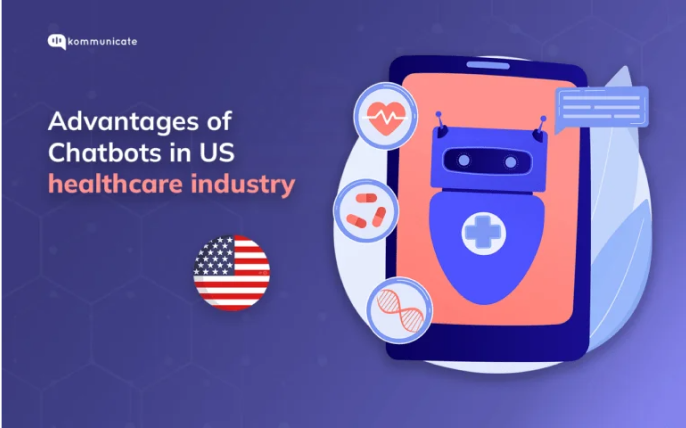 kommunicate
Advantages of
Chatbots in US
healthcare industry